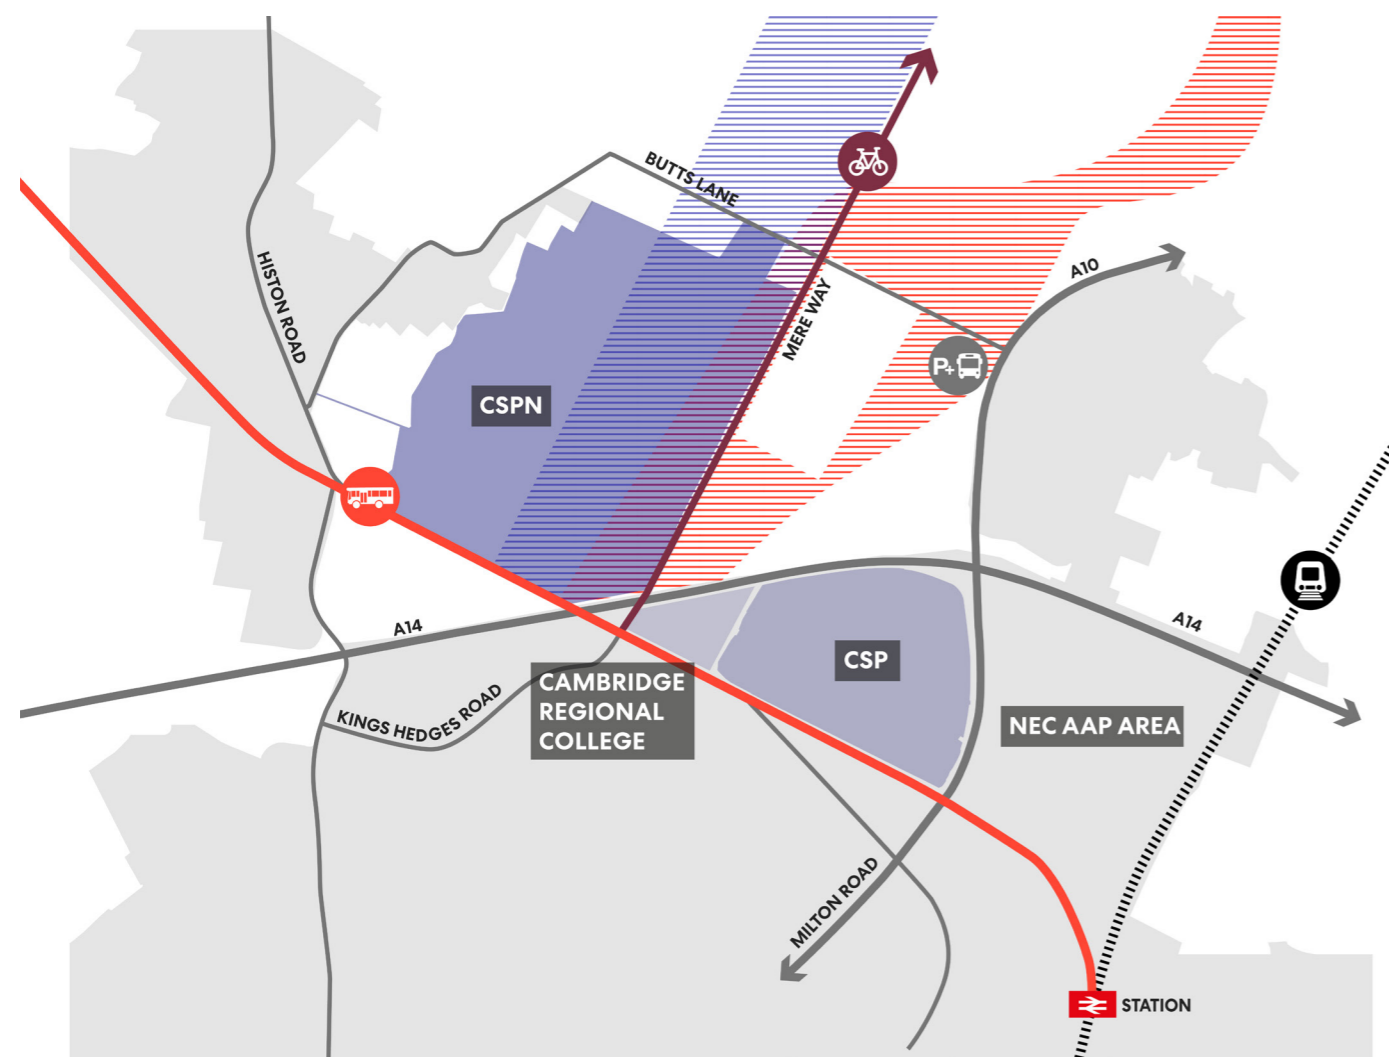 BUTTS LANE
HISTON ROAD
A10
MERE WAY
P+
CSPN
A14
A14
CSP
KINGS HEDGES ROAD
CAMBRIDGE
REGIONAL
COLLEGE
NEC AAP AREA
MILTON ROAD
STATION